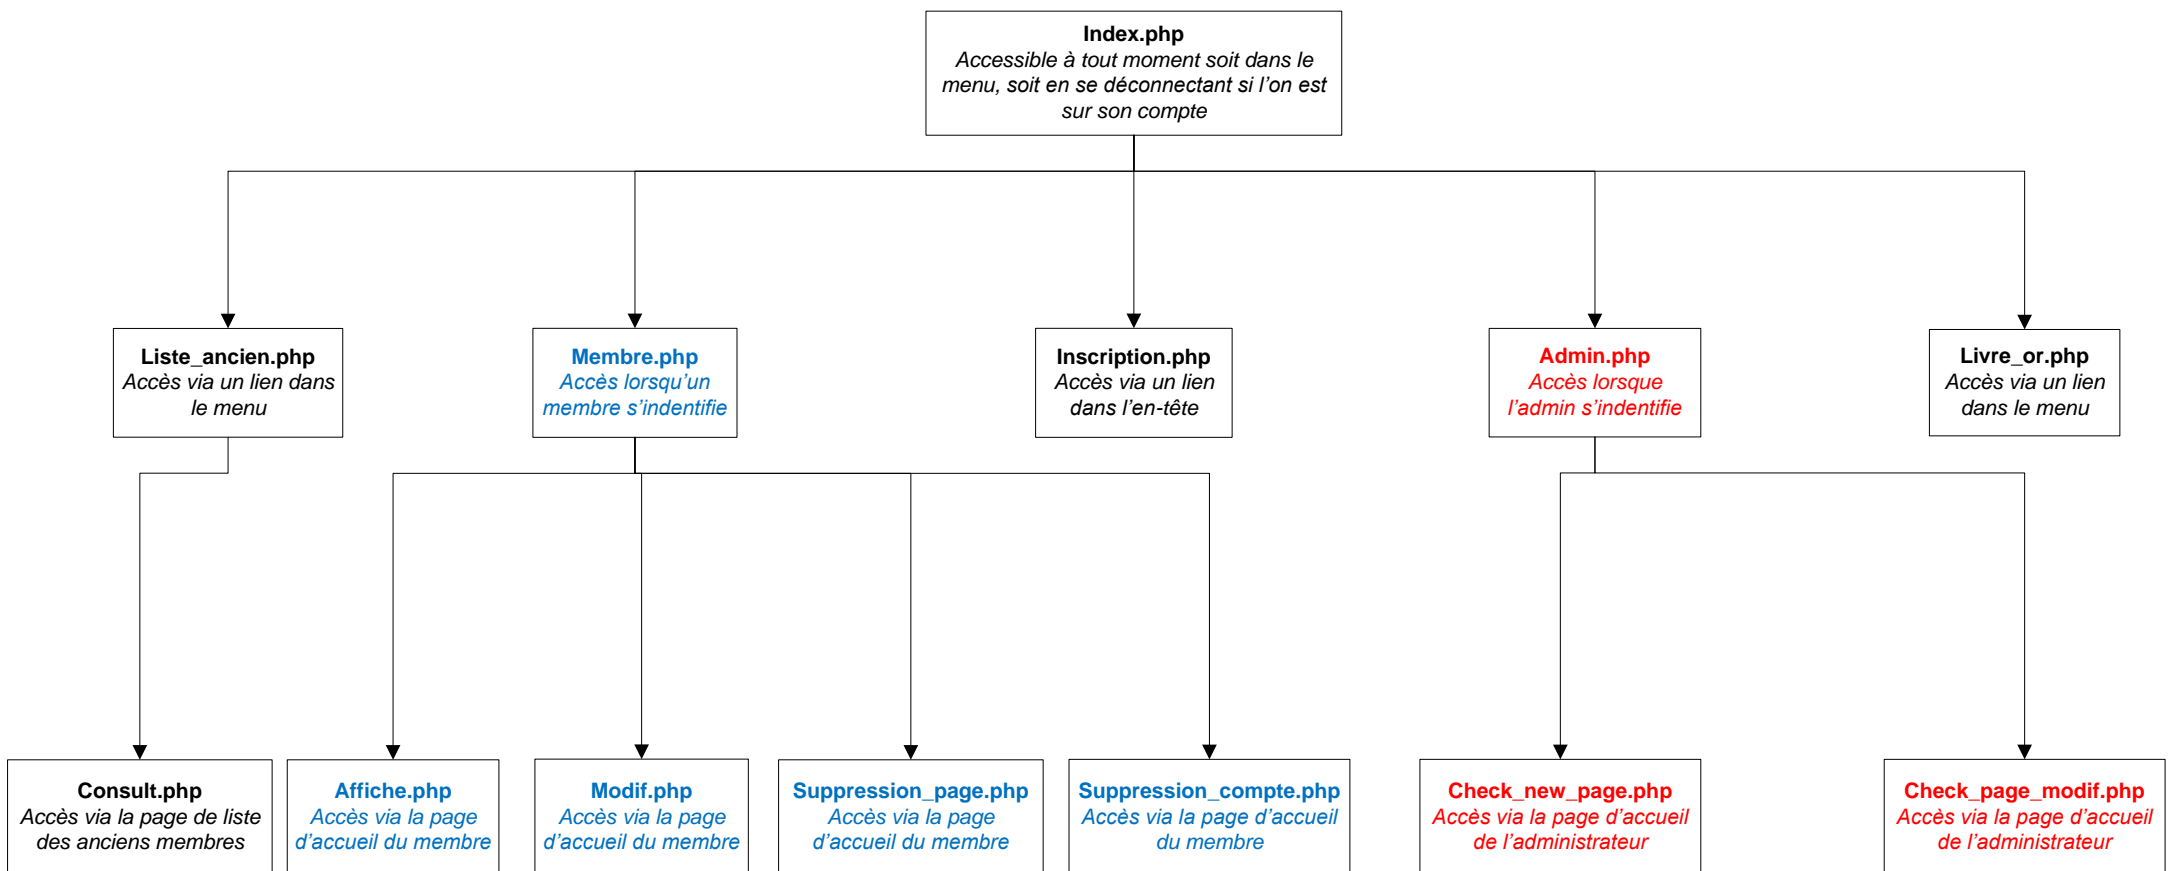 Index.php
Accessible à tout moment soit dans le
menu, soit en se déconnectant si l’on est
sur son compte
Liste_ancien.php
Accès via un lien dans
le menu
Membre.php
Accès lorsqu’un
membre s’indentifie
Inscription.php
Accès via un lien
dans l’en-tête
Admin.php
Accès lorsque
l’admin s’indentifie
Livre_or.php
Accès via un lien
dans le menu
Consult.php
Accès via la page de liste
des anciens membres
Affiche.php
Accès via la page
d’accueil du membre
Modif.php
Accès via la page
d’accueil du membre
Suppression_page.php
Accès via la page
d’accueil du membre
Suppression_compte.php
Accès via la page d’accueil
du membre
Check_new_page.php
Accès via la page d’accueil
de l’administrateur
Check_page_modif.php
Accès via la page d’accueil
de l’administrateur